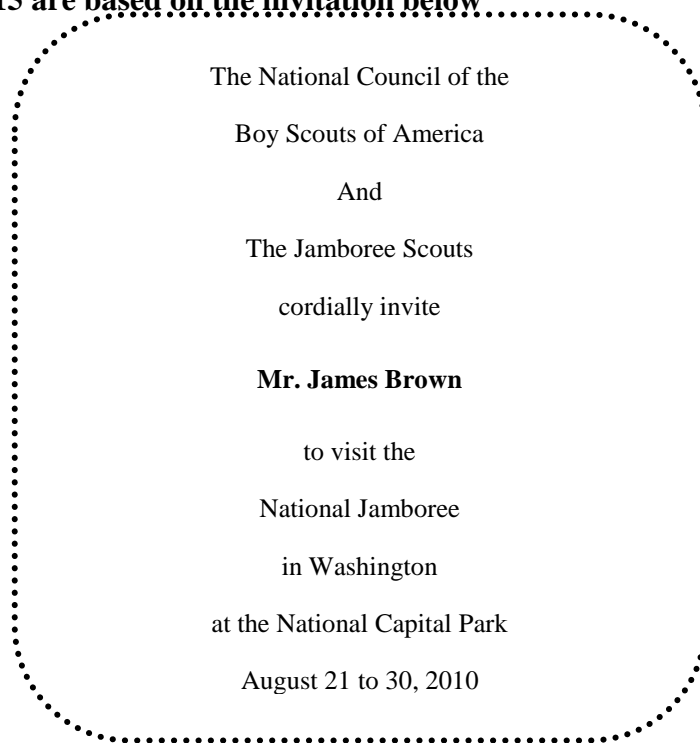 15 are based on the invitation below
The National Council of the
Boy Scouts of America
And
The Jamboree Scouts
cordially invite
Mr. James Brown
to visit the
National Jamboree
in Washington
at the National Capital Park
August 21 to 30, 2010